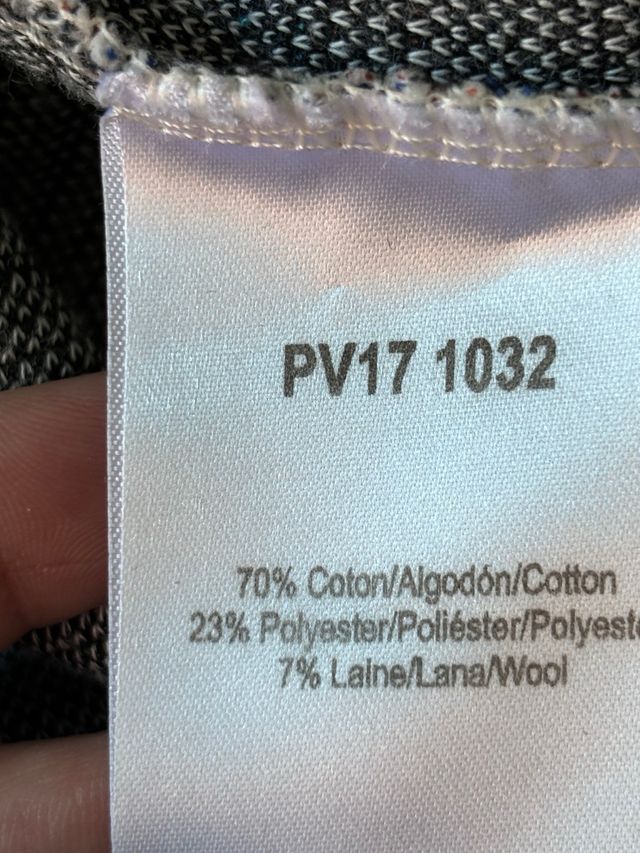 PV17 1032
70% Coton/Algodón/Cotton
23% Polyester/Poliéster/Polyeste
7% Laine/Lana/Wool